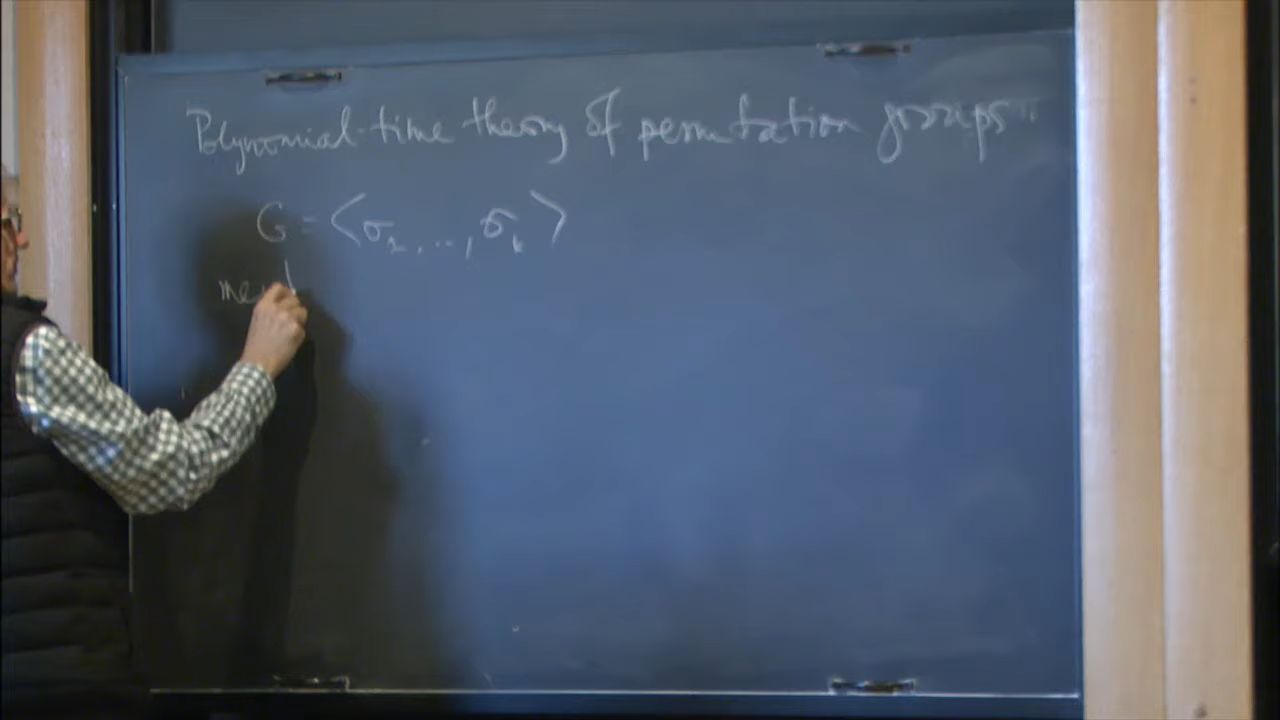 Polynomial-time theory of permutation groups"
G = <σ₁, .., σₖ>